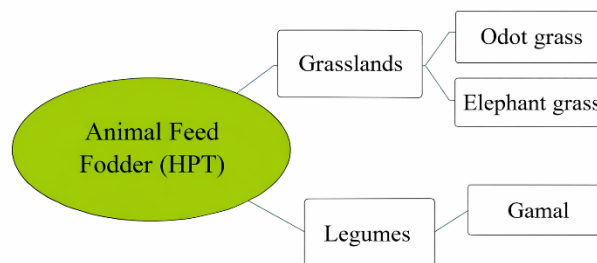 Animal Feed
Fodder (HPT)
Grasslands
Odot grass
Elephant grass
Legumes
Gamal